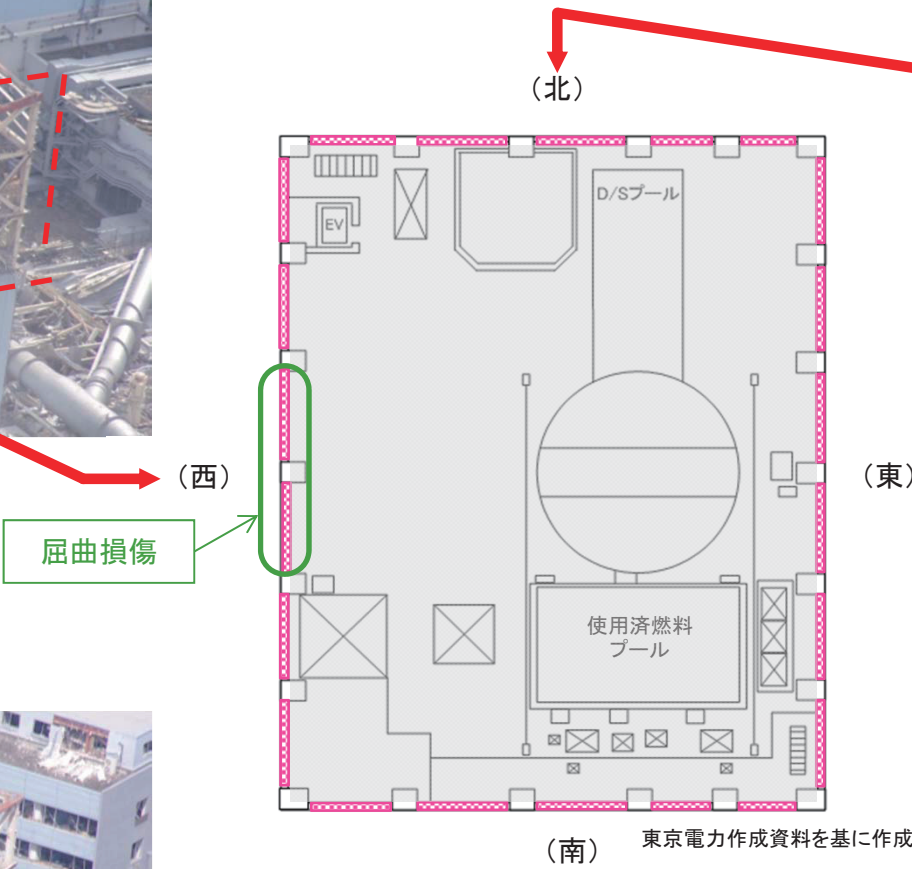 （北）
D/Sプール
EV
（西）
（東）
屈曲損傷
使用済燃料
プール
（南）
東京電力作成資料を基に作成